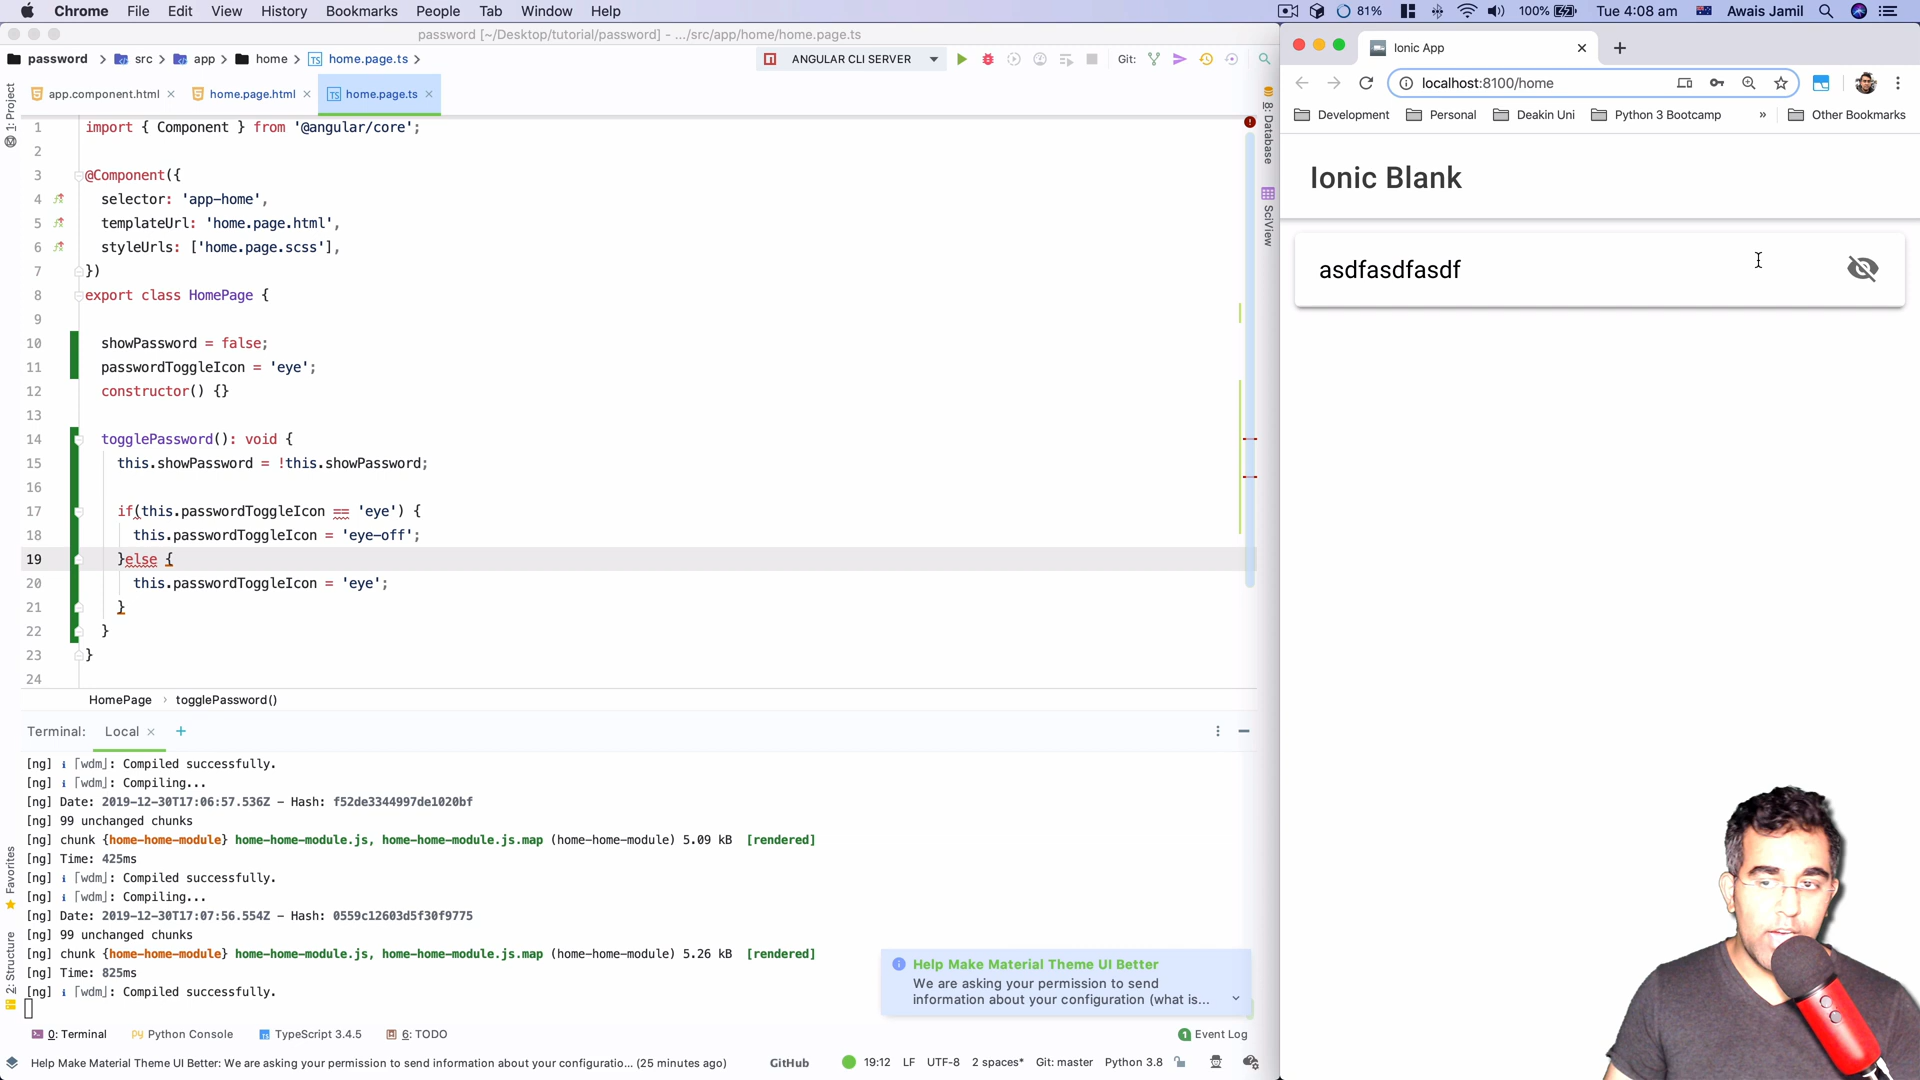 Chrome File Edit View History Bookmarks People Tab Window Help 81% 100% Tue 4:08 am Awais Jamil
password [~/Desktop/tutorial/password] - .../src/app/home/home.page.ts
password src app home home.page.ts ANGULAR CLI SERVER Git:
app.component.html home.page.html home.page.ts
1: Project
1 import { Component } from '@angular/core';
2
3 @Component({
4 selector: 'app-home',
5 templateUrl: 'home.page.html',
6 styleUrls: ['home.page.scss'],
7 })
8 export class HomePage {
9
10 showPassword = false;
11 passwordToggleIcon = 'eye';
12 constructor() {}
13
14 togglePassword(): void {
15 this.showPassword = !this.showPassword;
16
17 if(this.passwordToggleIcon == 'eye') {
18 this.passwordToggleIcon = 'eye-off';
19 }else {
20 this.passwordToggleIcon = 'eye';
21 }
22 }
23 }
24
8: Database
SciView
HomePage togglePassword()
Terminal: Local +
[ng] i ｢wdm｣: Compiled successfully.
[ng] i ｢wdm｣: Compiling...
[ng] Date: 2019-12-30T17:06:57.536Z - Hash: f52de3344997de1020bf
[ng] 99 unchanged chunks
[ng] chunk {home-home-module} home-home-module.js, home-home-module.js.map (home-home-module) 5.09 kB [rendered]
[ng] Time: 425ms
[ng] i ｢wdm｣: Compiled successfully.
[ng] i ｢wdm｣: Compiling...
[ng] Date: 2019-12-30T17:07:56.554Z - Hash: 0559c12603d5f30f9775
[ng] 99 unchanged chunks
[ng] chunk {home-home-module} home-home-module.js, home-home-module.js.map (home-home-module) 5.26 kB [rendered]
[ng] Time: 825ms
[ng] i ｢wdm｣: Compiled successfully.
Favorites
2: Structure
Help Make Material Theme UI Better
We are asking your permission to send
information about your configuration (what is...
0: Terminal Python Console TypeScript 3.4.5 6: TODO 1 Event Log
Help Make Material Theme UI Better: We are asking your permission to send information about your configuratio... (25 minutes ago) GitHub 19:12 LF UTF-8 2 spaces* Git: master Python 3.8
Ionic App
localhost:8100/home
Development Personal Deakin Uni Python 3 Bootcamp » Other Bookmarks
Ionic Blank
asdfasdfasdf